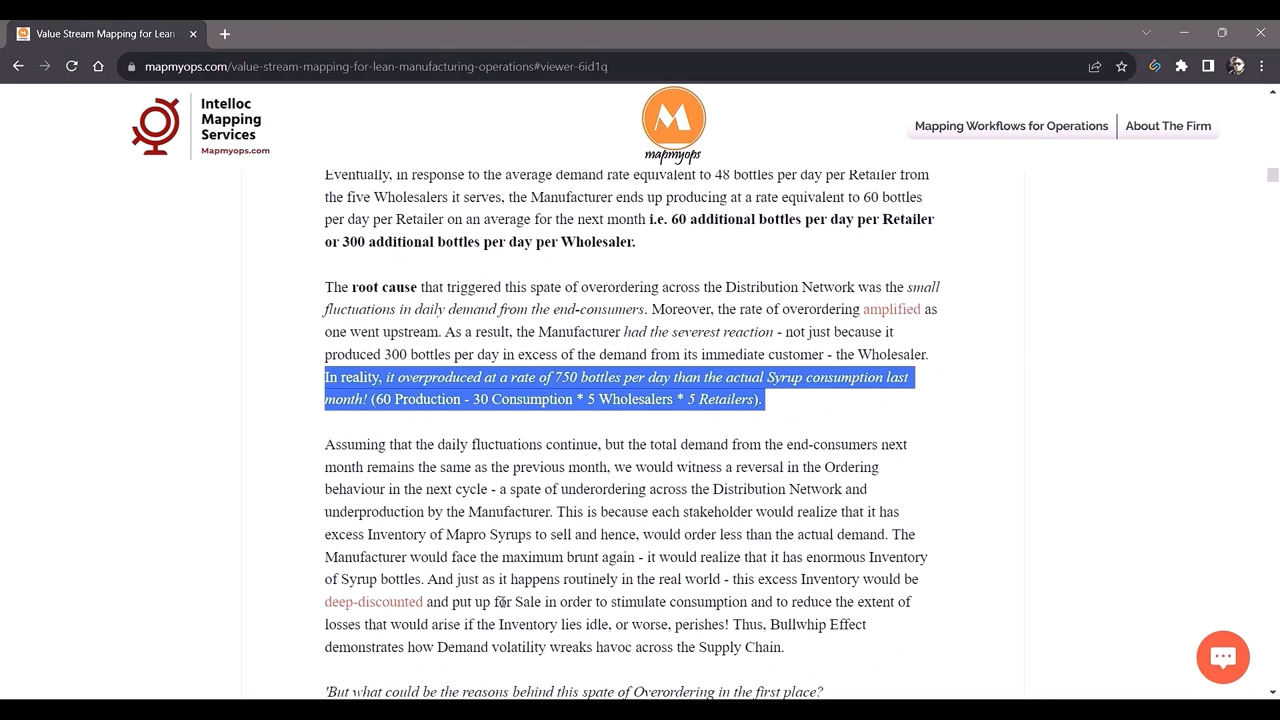 Value Stream Mapping for Lean
mapmyops.com/value-stream-mapping-for-lean-manufacturing-operations#viewer-6id1q
Intelloc
Mapping
Services
Mapmyops.com
M
mapmyops
Mapping Workflows for Operations
About The Firm
Eventually, in response to the average demand rate equivalent to 48 bottles per day per Retailer from
the five Wholesalers it serves, the Manufacturer ends up producing at a rate equivalent to 60 bottles
per day per Retailer on an average for the next month i.e. 60 additional bottles per day per Retailer
or 300 additional bottles per day per Wholesaler.
The root cause that triggered this spate of overordering across the Distribution Network was the small
fluctuations in daily demand from the end-consumers. Moreover, the rate of overordering amplified as
one went upstream. As a result, the Manufacturer had the severest reaction - not just because it
produced 300 bottles per day in excess of the demand from its immediate customer - the Wholesaler.
In reality, it overproduced at a rate of 750 bottles per day than the actual Syrup consumption last
month! (60 Production - 30 Consumption * 5 Wholesalers * 5 Retailers).
Assuming that the daily fluctuations continue, but the total demand from the end-consumers next
month remains the same as the previous month, we would witness a reversal in the Ordering
behaviour in the next cycle - a spate of underordering across the Distribution Network and
underproduction by the Manufacturer. This is because each stakeholder would realize that it has
excess Inventory of Mapro Syrups to sell and hence, would order less than the actual demand. The
Manufacturer would face the maximum brunt again - it would realize that it has enormous Inventory
of Syrup bottles. And just as it happens routinely in the real world - this excess Inventory would be
deep-discounted and put up for Sale in order to stimulate consumption and to reduce the extent of
losses that would arise if the Inventory lies idle, or worse, perishes! Thus, Bullwhip Effect
demonstrates how Demand volatility wreaks havoc across the Supply Chain.
'But what could be the reasons behind this spate of Overordering in the first place?